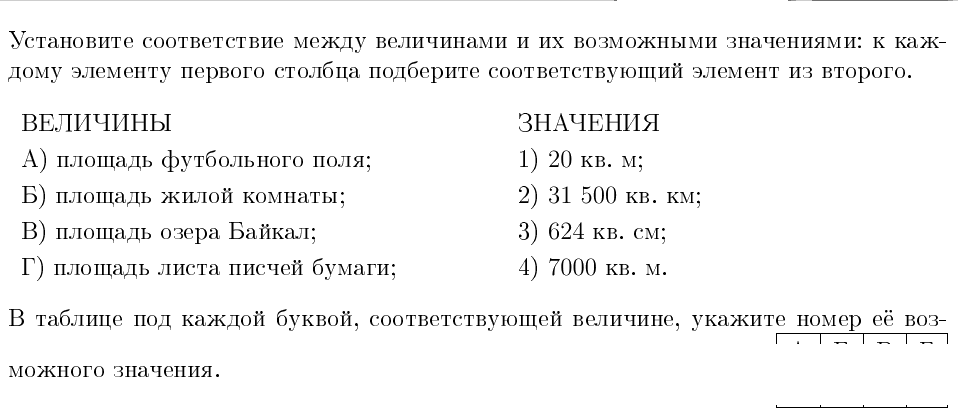 Установите соответствие между величинами и их возможными значениями: к каж-
дому элементу первого столбца подберите соответствующий элемент из второго.
ВЕЛИЧИНЫ
ЗНАЧЕНИЯ
А) площадь футбольного поля;
1) 20 кв. м;
Б) площадь жилой комнаты;
2) 31 500 кв. км;
В) площадь озера Байкал;
3) 624 кв. см;
Г) площадь листа писчей бумаги;
4) 7000 кв. м.
В таблице под каждой буквой, соответствующей величине, укажите номер её воз-
можного значения.